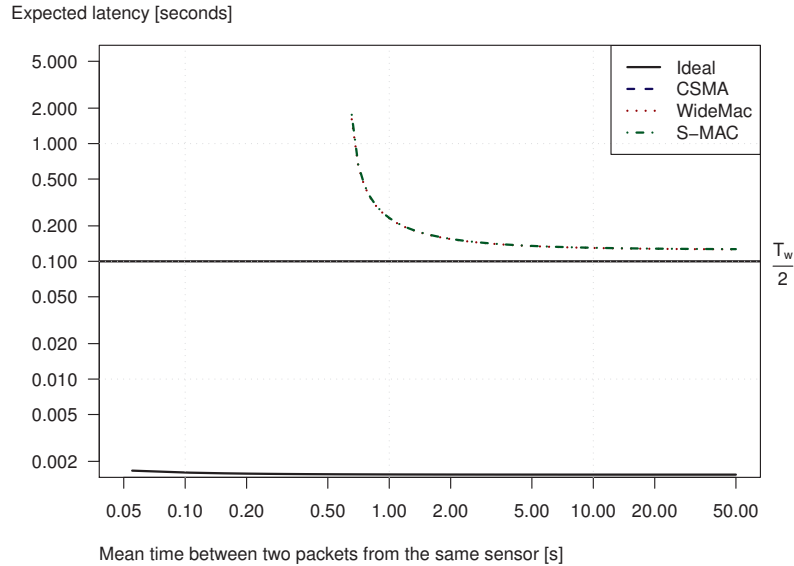 Expected latency [seconds]
5.000
2.000
1.000
0.500
0.200
0.100
0.050
0.020
0.010
0.005
0.002
Ideal
CSMA
WideMac
S−MAC
Tw
2
0.05 0.10 0.20 0.50 1.00 2.00 5.00 10.00 20.00 50.00
Mean time between two packets from the same sensor [s]